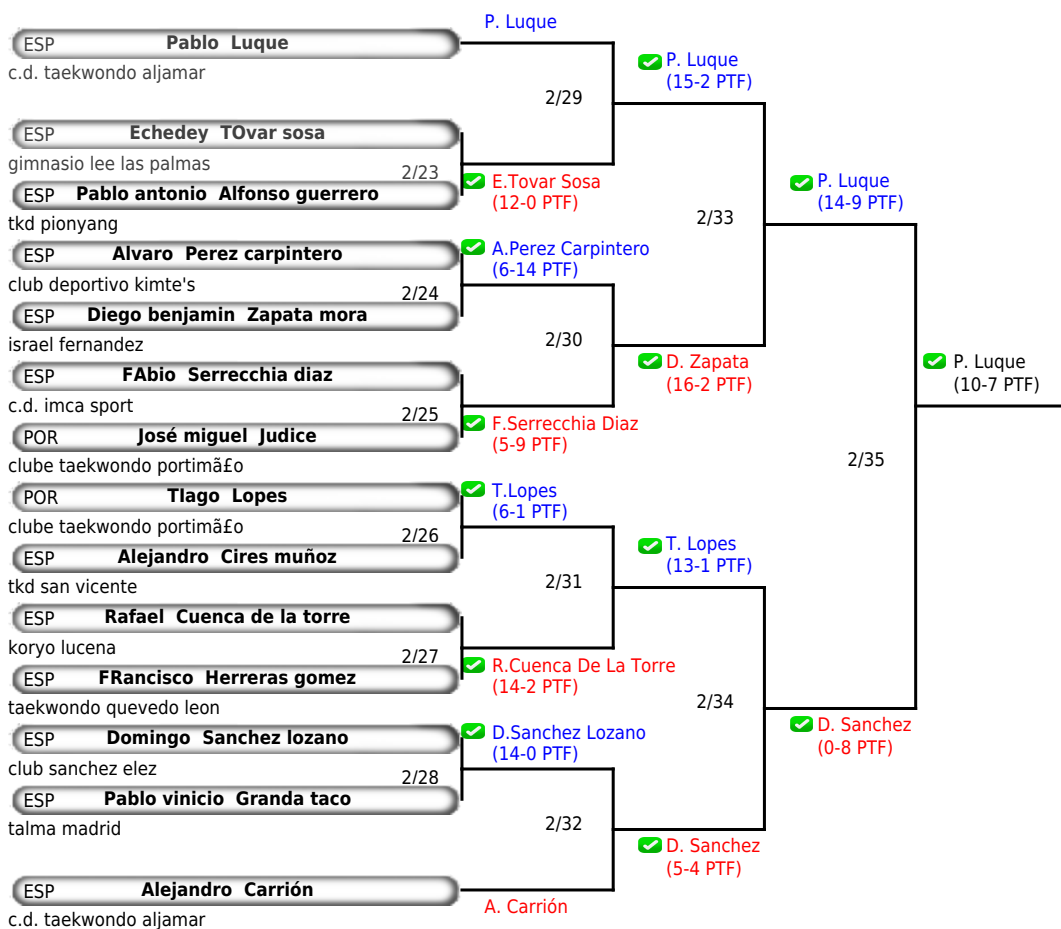 P. Luque
ESP Pablo Luque
c.d. taekwondo aljamar
P. Luque
(15-2 PTF)
2/29
ESP Echedey TOvar sosa
gimnasio lee las palmas
2/23
E.Tovar Sosa
(12-0 PTF)
ESP Pablo antonio Alfonso guerrero
tkd pionyang
P. Luque
(14-9 PTF)
2/33
ESP Alvaro Perez carpintero
club deportivo kimte's
A.Perez Carpintero
(6-14 PTF)
2/24
ESP Diego benjamin Zapata mora
israel fernandez
2/30
D. Zapata
(16-2 PTF)
P. Luque
(10-7 PTF)
ESP FAbio Serrecchia diaz
c.d. imca sport
2/25
F.Serrecchia Diaz
(5-9 PTF)
POR José miguel Judice
clube taekwondo portimã£o
2/35
POR TIago Lopes
clube taekwondo portimã£o
T.Lopes
(6-1 PTF)
2/26
T. Lopes
(13-1 PTF)
ESP Alejandro Cires muñoz
tkd san vicente
2/31
ESP Rafael Cuenca de la torre
koryo lucena
2/27
R.Cuenca De La Torre
(14-2 PTF)
ESP FRancisco Herreras gomez
taekwondo quevedo leon
2/34
D. Sanchez
(0-8 PTF)
ESP Domingo Sanchez lozano
club sanchez elez
D.Sanchez Lozano
(14-0 PTF)
2/28
ESP Pablo vinicio Granda taco
talma madrid
2/32
D. Sanchez
(5-4 PTF)
ESP Alejandro Carrión
c.d. taekwondo aljamar
A. Carrión